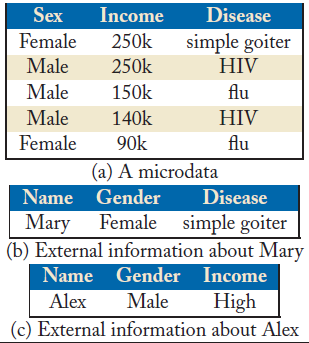 Sex Income Disease
Female 250k simple goiter
Male 250k HIV
Male 150k flu
Male 140k HIV
Female 90k flu
(a) A microdata
Name Gender Disease
Mary Female simple goiter
(b) External information about Mary
Name Gender Income
Alex Male High
(c) External information about Alex